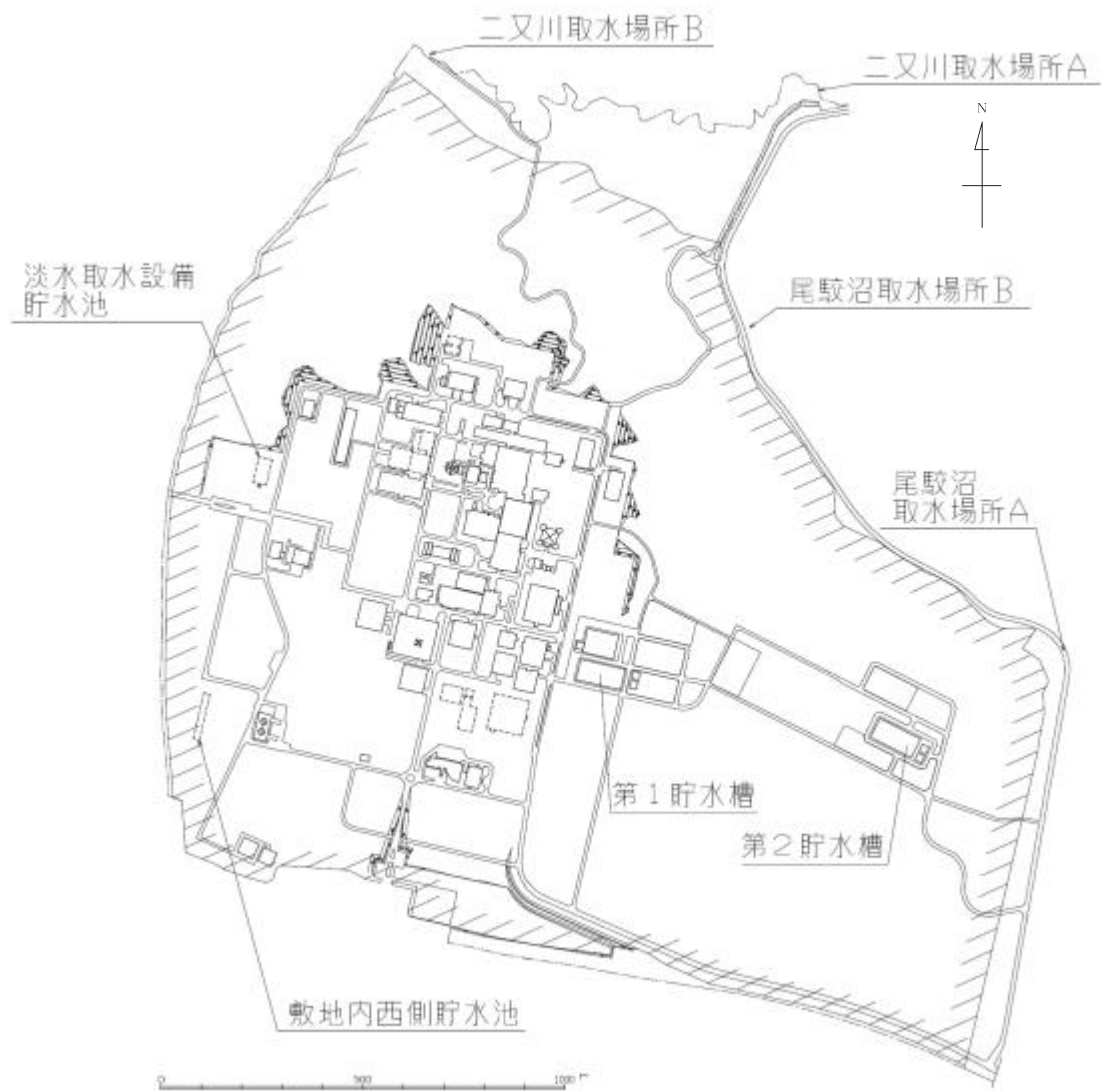 二又川取水場所B
二又川取水場所A
N
淡水取水設備
貯水池
尾駮沼取水場所B
尾駮沼
取水場所A
第1貯水槽
第2貯水槽
敷地内西側貯水池
0 500 1000